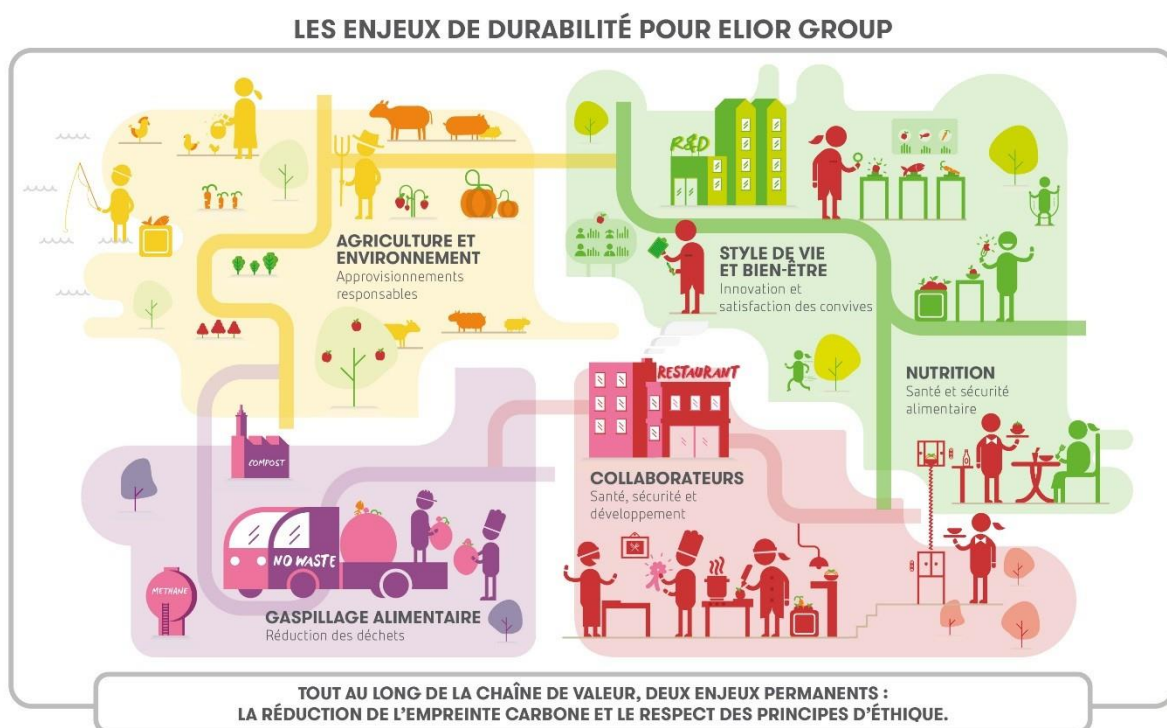 LES ENJEUX DE DURABILITÉ POUR ELIOR GROUP
R&D
AGRICULTURE ET
ENVIRONNEMENT
Approvisionnements
responsables
STYLE DE VIE
ET BIEN-ÊTRE
Innovation et
satisfaction des convives
RESTAURANT
NUTRITION
Santé et sécurité
alimentaire
COMPOST
COLLABORATEURS
Santé, sécurité et
développement
NO WASTE
METHANE
GASPILLAGE ALIMENTAIRE
Réduction des déchets
TOUT AU LONG DE LA CHAÎNE DE VALEUR, DEUX ENJEUX PERMANENTS :
LA RÉDUCTION DE L'EMPREINTE CARBONE ET LE RESPECT DES PRINCIPES D'ÉTHIQUE.